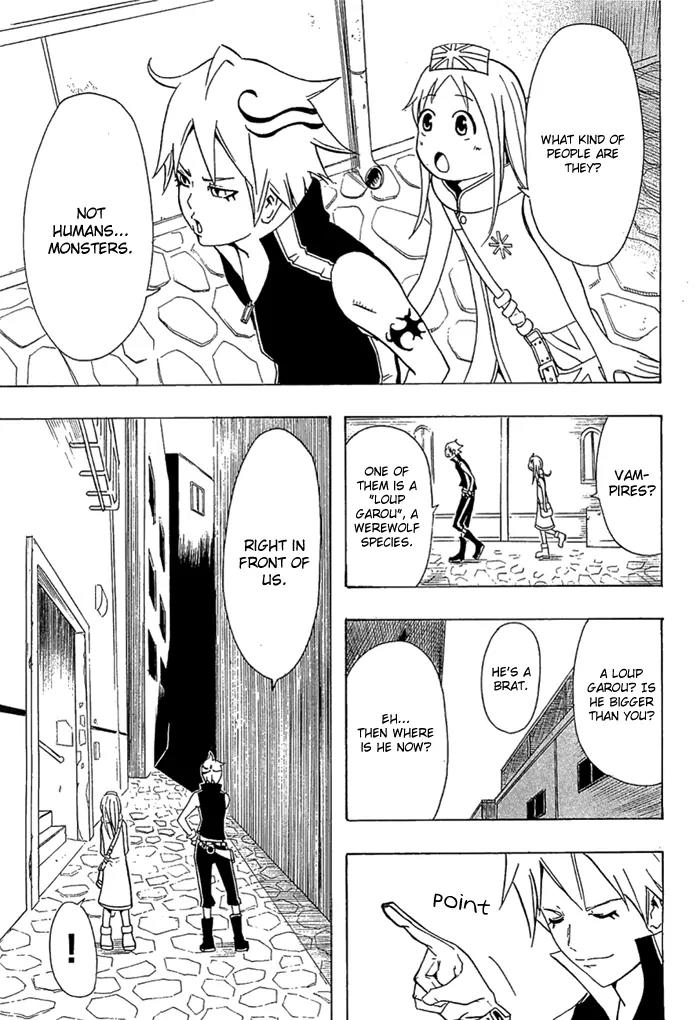 WHAT KIND OF
PEOPLE ARE
THEY?
NOT
HUMANS...
MONSTERS.
VAM-
PIRES?
ONE OF
THEM IS A
"LOUP
GAROU", A
WEREWOLF
SPECIES.
A LOUP
GAROU? IS
HE BIGGER
THAN YOU?
HE'S A
BRAT.
EH...
THEN WHERE
IS HE NOW?
Point
RIGHT IN
FRONT OF
US.
!